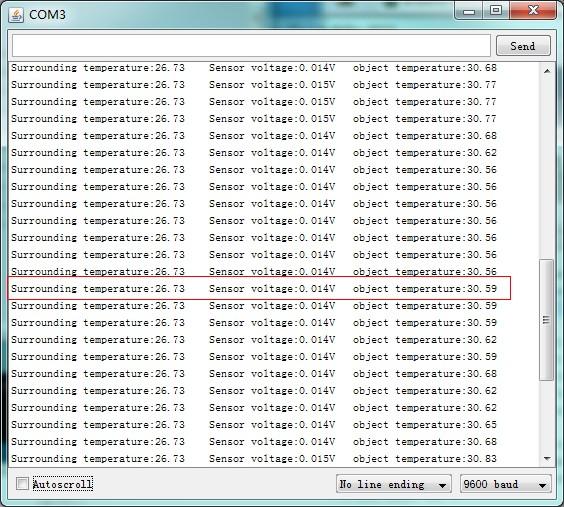 COM3
Send
Surrounding temperature:26.73 Sensor voltage:0.014V object temperature:30.68
Surrounding temperature:26.73 Sensor voltage:0.015V object temperature:30.77
Surrounding temperature:26.73 Sensor voltage:0.015V object temperature:30.77
Surrounding temperature:26.73 Sensor voltage:0.015V object temperature:30.77
Surrounding temperature:26.73 Sensor voltage:0.014V object temperature:30.68
Surrounding temperature:26.73 Sensor voltage:0.014V object temperature:30.62
Surrounding temperature:26.73 Sensor voltage:0.014V object temperature:30.56
Surrounding temperature:26.73 Sensor voltage:0.014V object temperature:30.56
Surrounding temperature:26.73 Sensor voltage:0.014V object temperature:30.56
Surrounding temperature:26.73 Sensor voltage:0.014V object temperature:30.56
Surrounding temperature:26.73 Sensor voltage:0.014V object temperature:30.56
Surrounding temperature:26.73 Sensor voltage:0.014V object temperature:30.56
Surrounding temperature:26.73 Sensor voltage:0.014V object temperature:30.56
Surrounding temperature:26.73 Sensor voltage:0.014V object temperature:30.59
Surrounding temperature:26.73 Sensor voltage:0.014V object temperature:30.59
Surrounding temperature:26.73 Sensor voltage:0.014V object temperature:30.59
Surrounding temperature:26.73 Sensor voltage:0.014V object temperature:30.62
Surrounding temperature:26.73 Sensor voltage:0.014V object temperature:30.59
Surrounding temperature:26.73 Sensor voltage:0.014V object temperature:30.68
Surrounding temperature:26.73 Sensor voltage:0.014V object temperature:30.62
Surrounding temperature:26.73 Sensor voltage:0.014V object temperature:30.62
Surrounding temperature:26.73 Sensor voltage:0.014V object temperature:30.65
Surrounding temperature:26.73 Sensor voltage:0.014V object temperature:30.68
Surrounding temperature:26.73 Sensor voltage:0.015V object temperature:30.83
Autoscroll No line ending 9600 baud